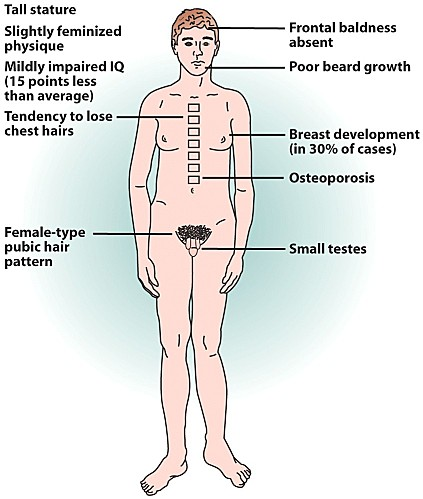 Tall stature
Slightly feminized
physique
Mildly impaired IQ
(15 points less
than average)
Tendency to lose
chest hairs
Female-type
pubic hair
pattern
Frontal baldness
absent
Poor beard growth
Breast development
(in 30% of cases)
Osteoporosis
Small testes